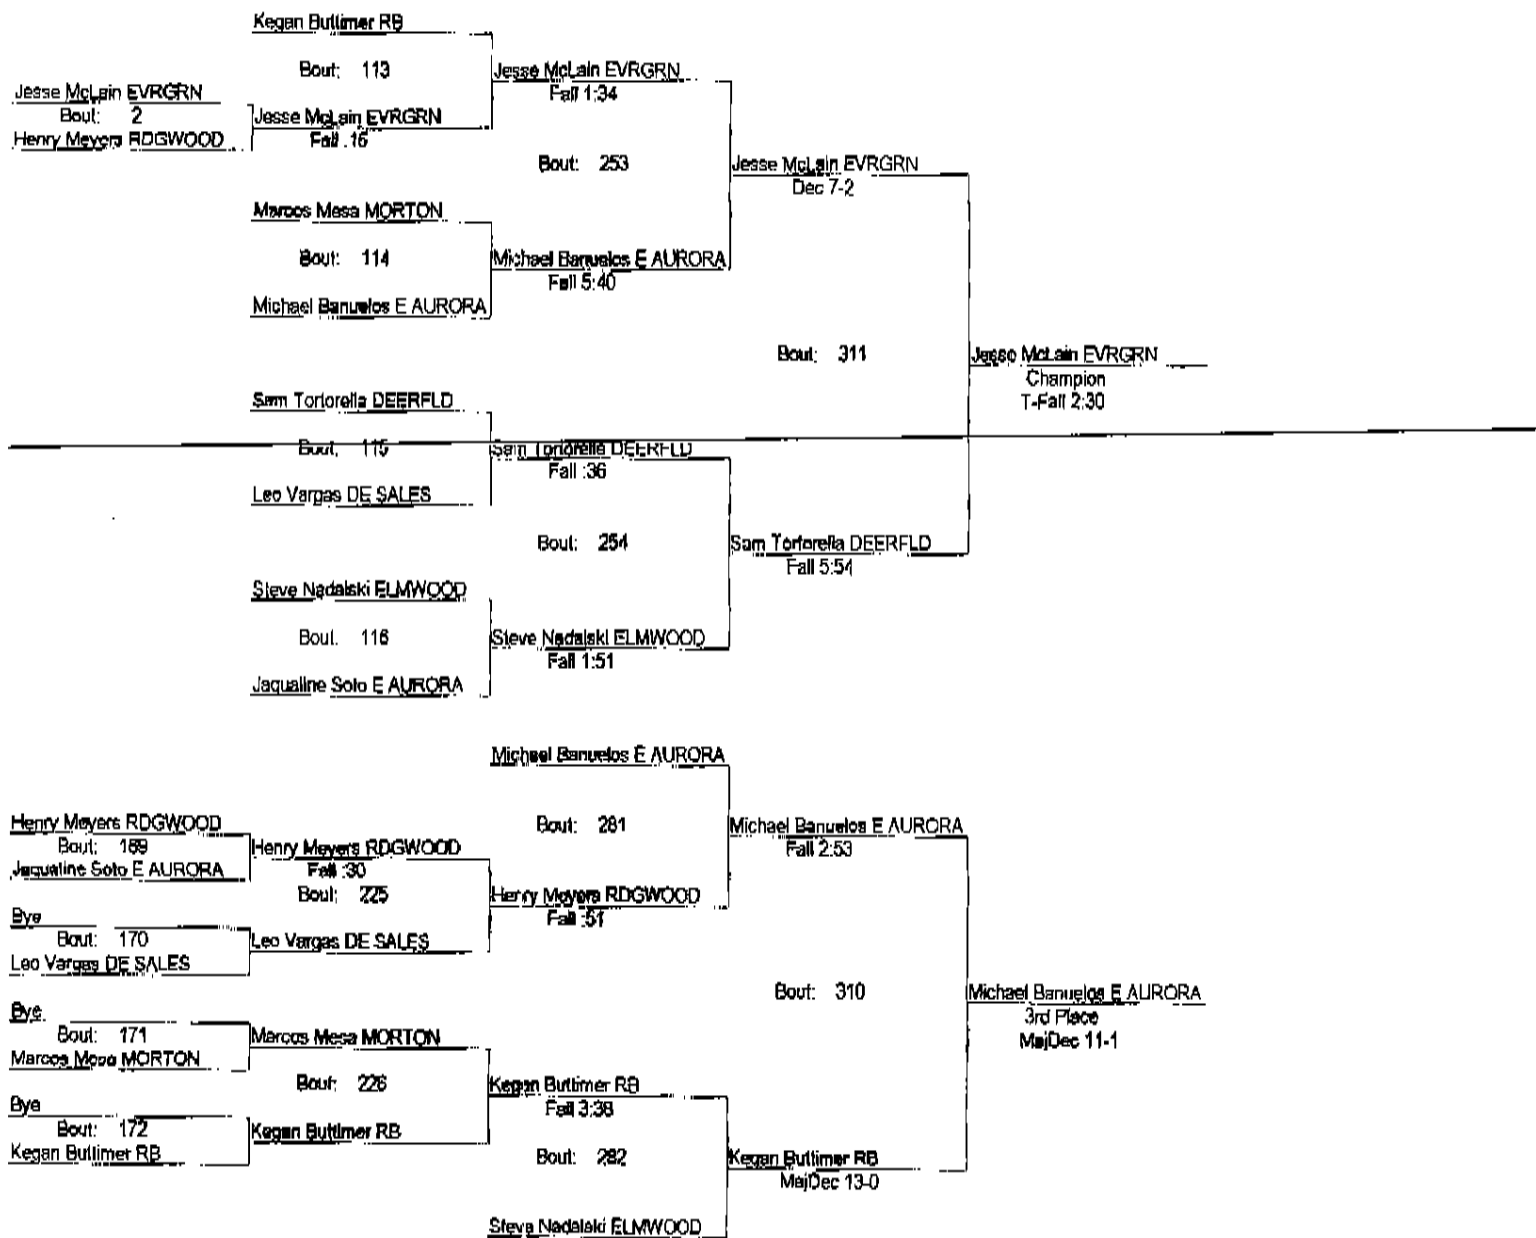 Kegan Buttimer RB
Bout: 113
Jesse McLain EVRGRN
Fall 1:34
Jesse McLain EVRGRN
Bout: 2
Henry Meyers RDGWOOD
Jesse McLain EVRGRN
Fall :15
Bout: 253
Jesse McLain EVRGRN
Dec 7-2
Marcos Mesa MORTON
Bout: 114
Michael Banuelos E AURORA
Fall 5:40
Michael Banuelos E AURORA
Bout: 311
Jesse McLain EVRGRN
Champion
T-Fall 2:30
Sam Tortorella DEERFLD
Bout: 115
Sam Tortorella DEERFLD
Fall :36
Leo Vargas DE SALES
Bout: 254
Sam Tortorella DEERFLD
Fall 5:54
Steve Nadalski ELMWOOD
Bout: 116
Steve Nadalski ELMWOOD
Fall 1:51
Jaqualine Soto E AURORA
Michael Banuelos E AURORA
Bout: 281
Michael Banuelos E AURORA
Fall 2:53
Henry Meyers RDGWOOD
Bout: 169
Jaqualine Soto E AURORA
Henry Meyers RDGWOOD
Fall :30
Bout: 225
Henry Meyers RDGWOOD
Fall :51
Bye
Bout: 170
Leo Vargas DE SALES
Leo Vargas DE SALES
Bout: 310
Michael Banuelos E AURORA
3rd Place
MajDec 11-1
Bye
Bout: 171
Marcos Mesa MORTON
Marcos Mesa MORTON
Bout: 226
Kegan Buttimer RB
Fall 3:38
Bye
Bout: 172
Kegan Buttimer RB
Kegan Buttimer RB
Bout: 282
Kegan Buttimer RB
MajDec 13-0
Steve Nadalski ELMWOOD